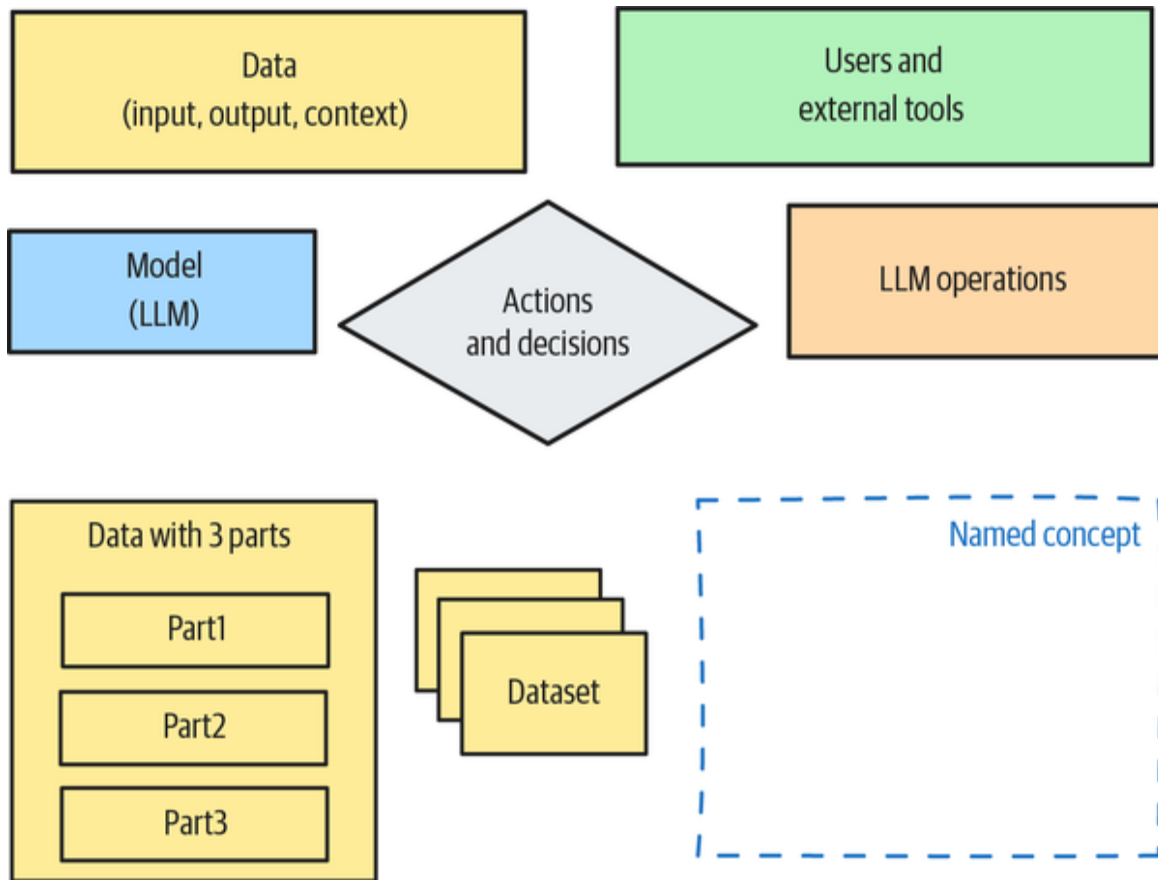 Data
(input, output, context)
Users and
external tools
Model
(LLM)
Actions
and decisions
LLM operations
Data with 3 parts
Part1
Part2
Part3
Dataset
Named concept